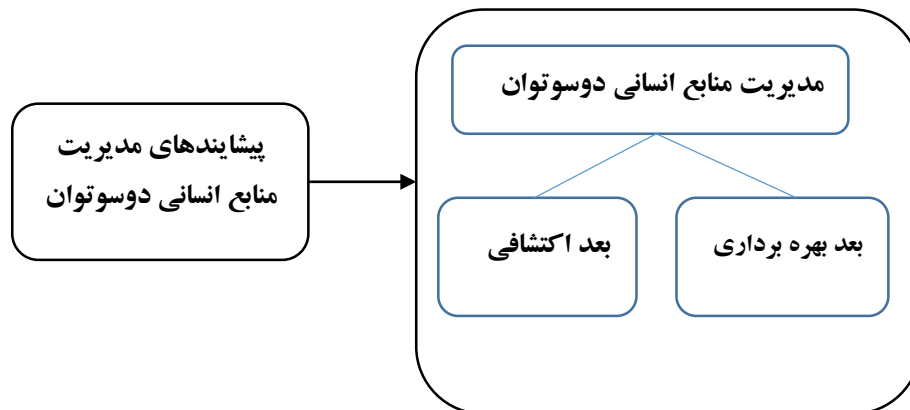 مدیریت منابع انسانی دوسوتوان
پیشایندهای مدیریت
منابع انسانی دوسوتوان
بعد بهره برداری
بعد اکتشافی